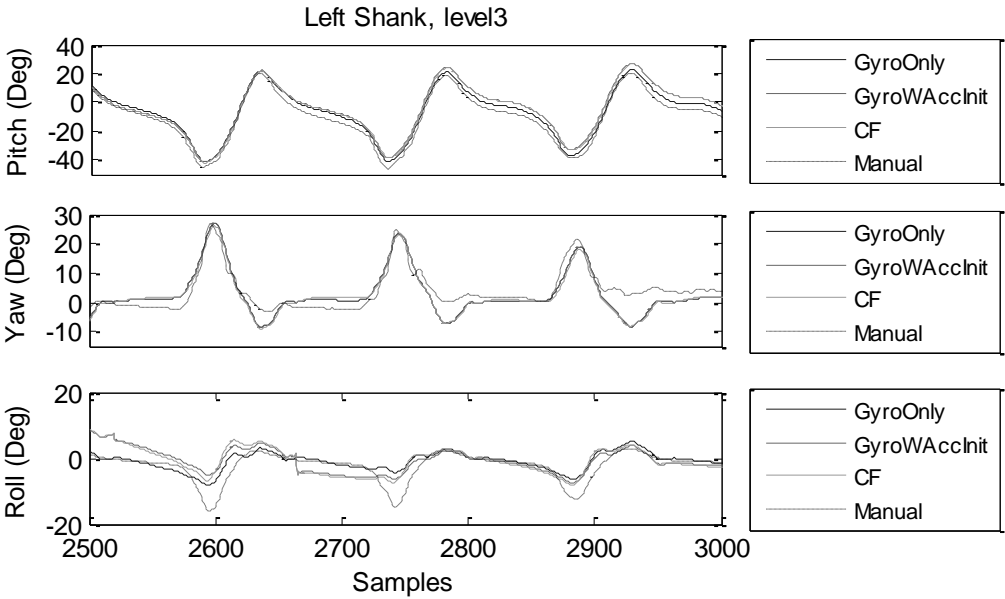 Left Shank, level3
Pitch (Deg)
40
20
0
-20
-40
GyroOnly
GyroWAccInit
CF
Manual
Yaw (Deg)
30
20
10
0
-10
GyroOnly
GyroWAccInit
CF
Manual
Roll (Deg)
20
0
-20
GyroOnly
GyroWAccInit
CF
Manual
2500 2600 2700 2800 2900 3000
Samples